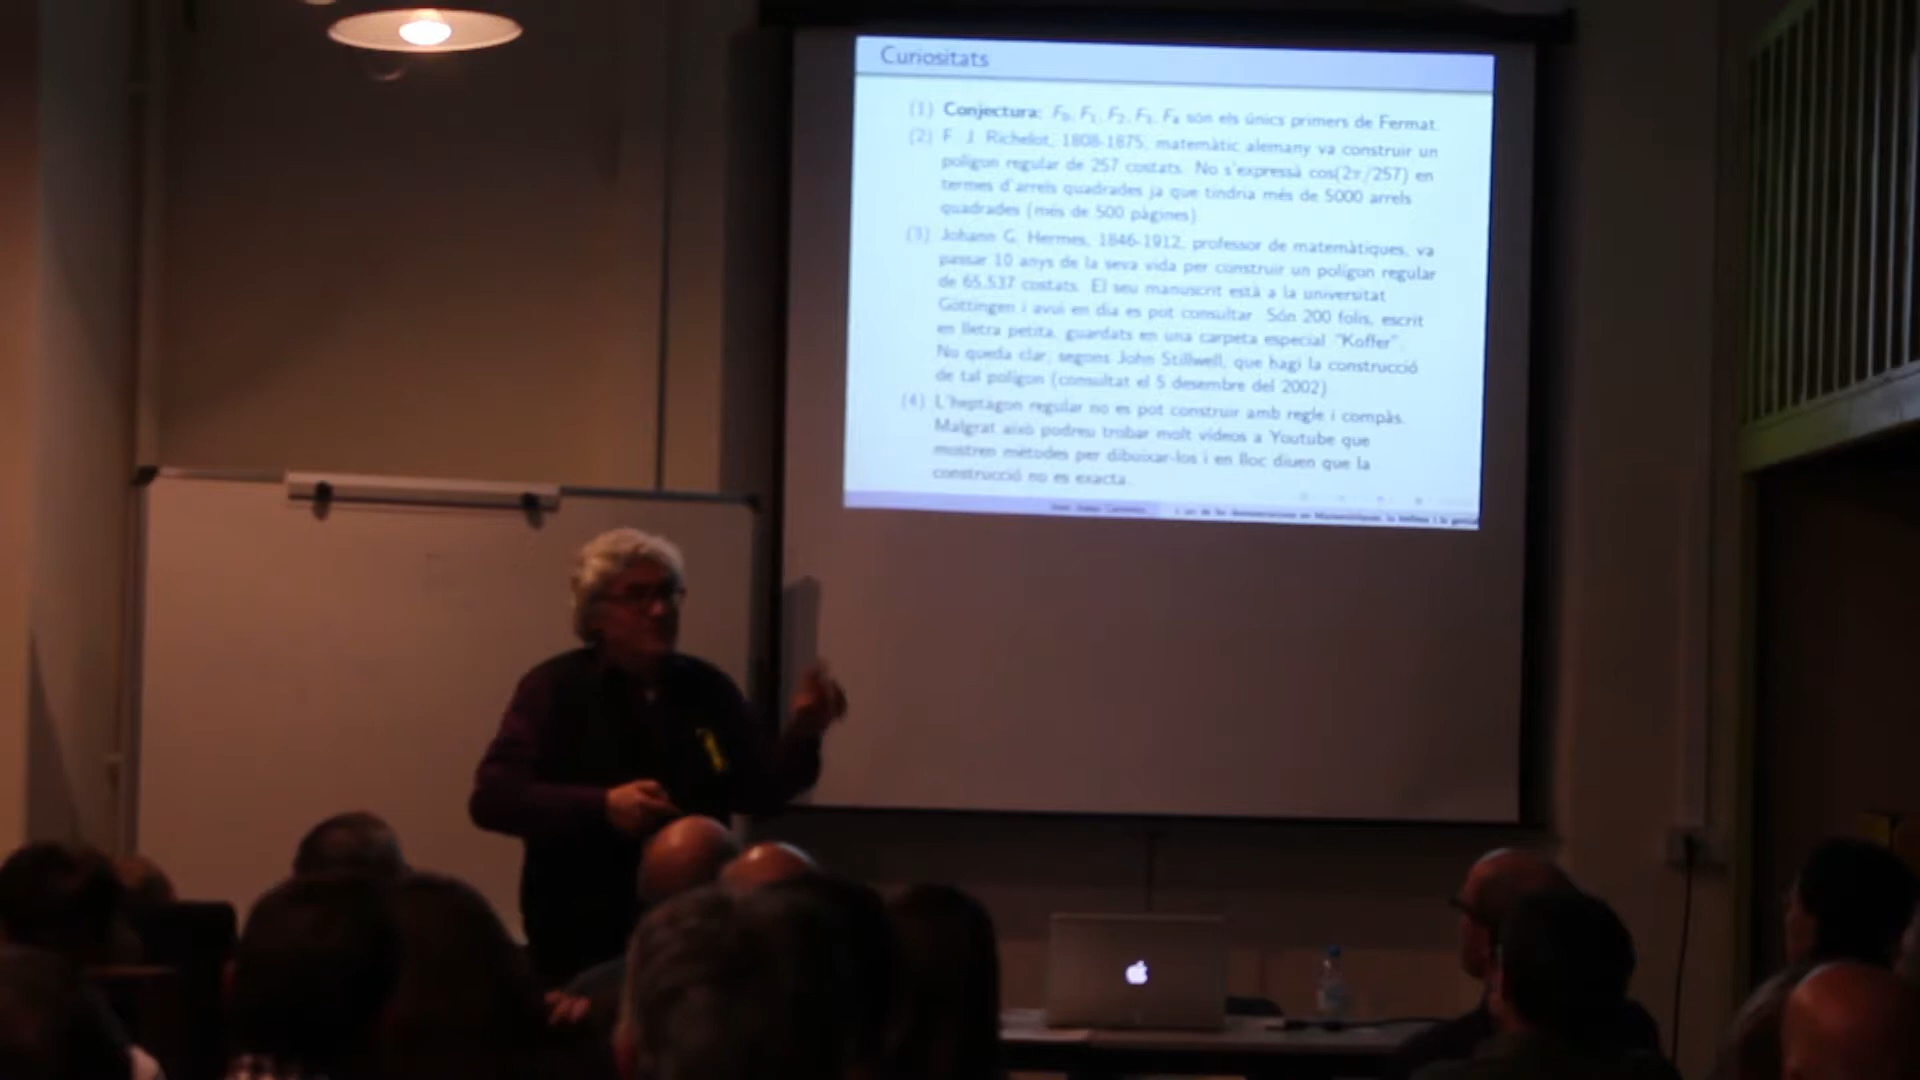 Curiositats
(1) Conjectura: F₀, F₁, F₂, F₃, F₄ són els únics primers de Fermat.
(2) F. J. Richelot, 1808-1875, matemàtic alemany va construir un
polígon regular de 257 costats. No s'expressà cos(2π/257) en
termes d'arrels quadrades ja que tindria més de 5000 arrels
quadrades (més de 500 pàgines)
(3) Johann G. Hermes, 1846-1912, professor de matemàtiques, va
passar 10 anys de la seva vida per construir un polígon regular
de 65.537 costats. El seu manuscrit està a la universitat
Göttingen i avui en dia es pot consultar. Són 200 folis, escrit
en lletra petita, guardats en una carpeta especial "Koffer".
No queda clar, segons John Stillwell, que hagi la construcció
de tal polígon (consultat el 5 desembre del 2002)
(4) L'heptagon regular no es pot construir amb regle i compàs.
Malgrat això podreu trobar molt vídeos a Youtube que
mostren mètodes per dibuixar-los i en lloc diuen que la
construcció no es exacta.